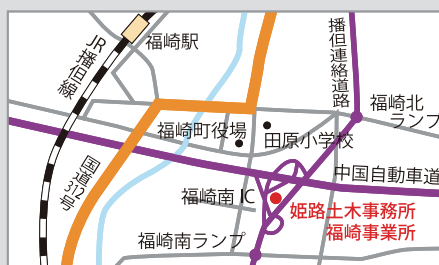 福崎駅
JR播但線
播但連絡道路
福崎北
ランプ
福崎町役場
田原小学校
中国自動車道
国道312号
福崎南IC
姫路土木事務所
福崎事業所
福崎南ランプ